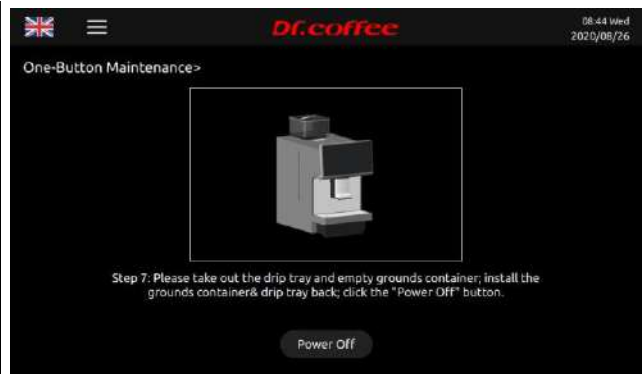 Dr.coffee
08:44 Wed
2020/08/26
One-Button Maintenance>
Step 7: Please take out the drip tray and empty grounds container; install the
grounds container& drip tray back; click the "Power Off" button.
Power Off